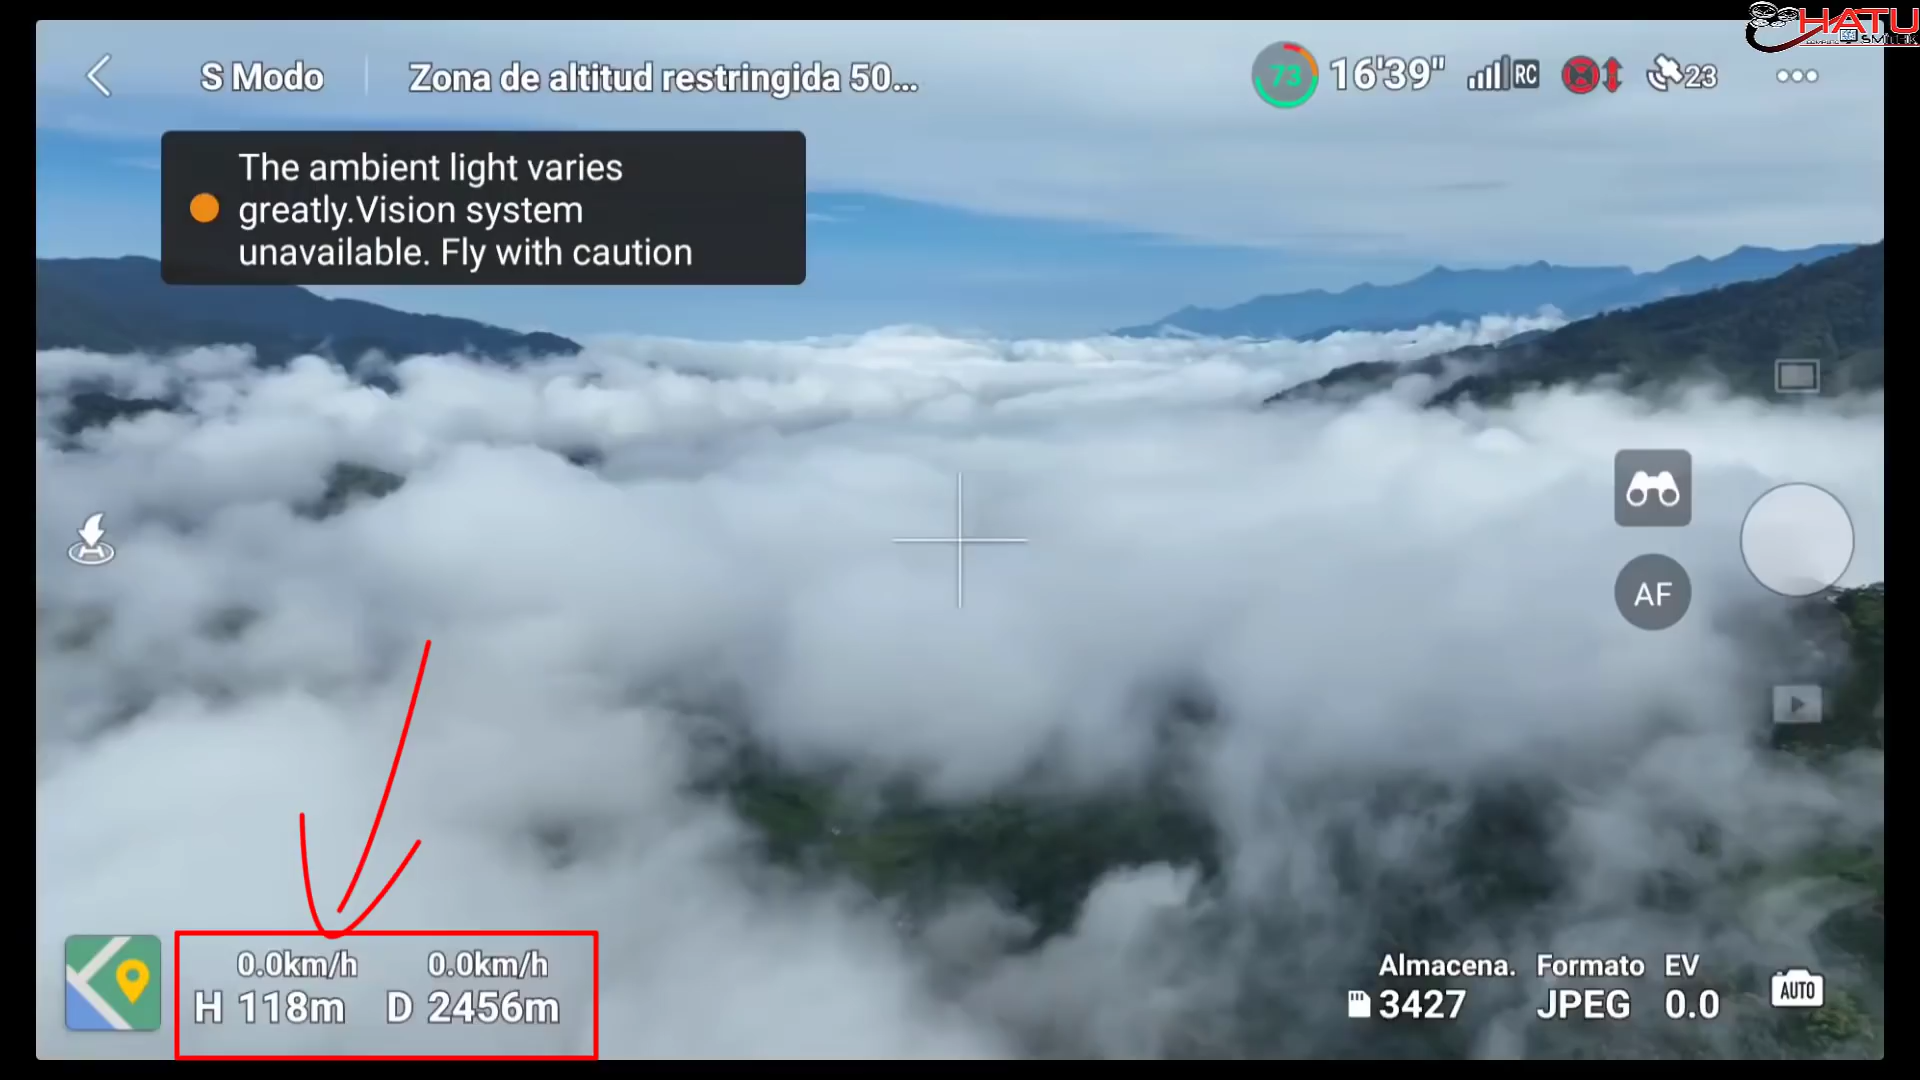 HATU
S Modo
Zona de altitud restringida 50...
73
16'39"
RC
23
The ambient light varies
greatly.Vision system
unavailable. Fly with caution
AF
0.0km/h 0.0km/h
H 118m D 2456m
Almacena. Formato EV
3427 JPEG 0.0
AUTO